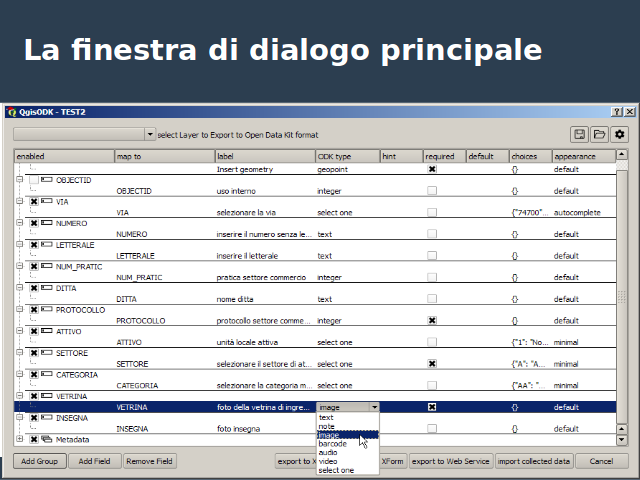 La finestra di dialogo principale
QgisODK - TEST2
select Layer to Export to Open Data Kit format
enabled map to label ODK type hint required default choices appearance
Insert geometry geopoint {} default
OBJECTID
OBJECTID uso interno integer {} default
VIA
VIA selezionare la via select one {"74700"... autocomplete
NUMERO
NUMERO inserire il numero senza le... text {} default
LETTERALE
LETTERALE inserire il letterale text {} default
NUM_PRATIC
NUM_PRATIC pratica settore commercio integer {} default
DITTA
DITTA nome ditta text {} default
PROTOCOLLO
PROTOCOLLO protocollo settore comme... integer {} default
ATTIVO
ATTIVO unità locale attiva select one {"1": "No... minimal
SETTORE
SETTORE selezionare il settore di at... select one {"A": "A... minimal
CATEGORIA
CATEGORIA selezionare la categoria m... select one {"AA": "... minimal
VETRINA
VETRINA foto della vetrina di ingre... image {} default
INSEGNA
INSEGNA foto insegna {} default
Metadata
text
note
image
barcode
audio
video
select one
Add Group Add Field Remove Field export to X XForm export to Web Service import collected data Cancel